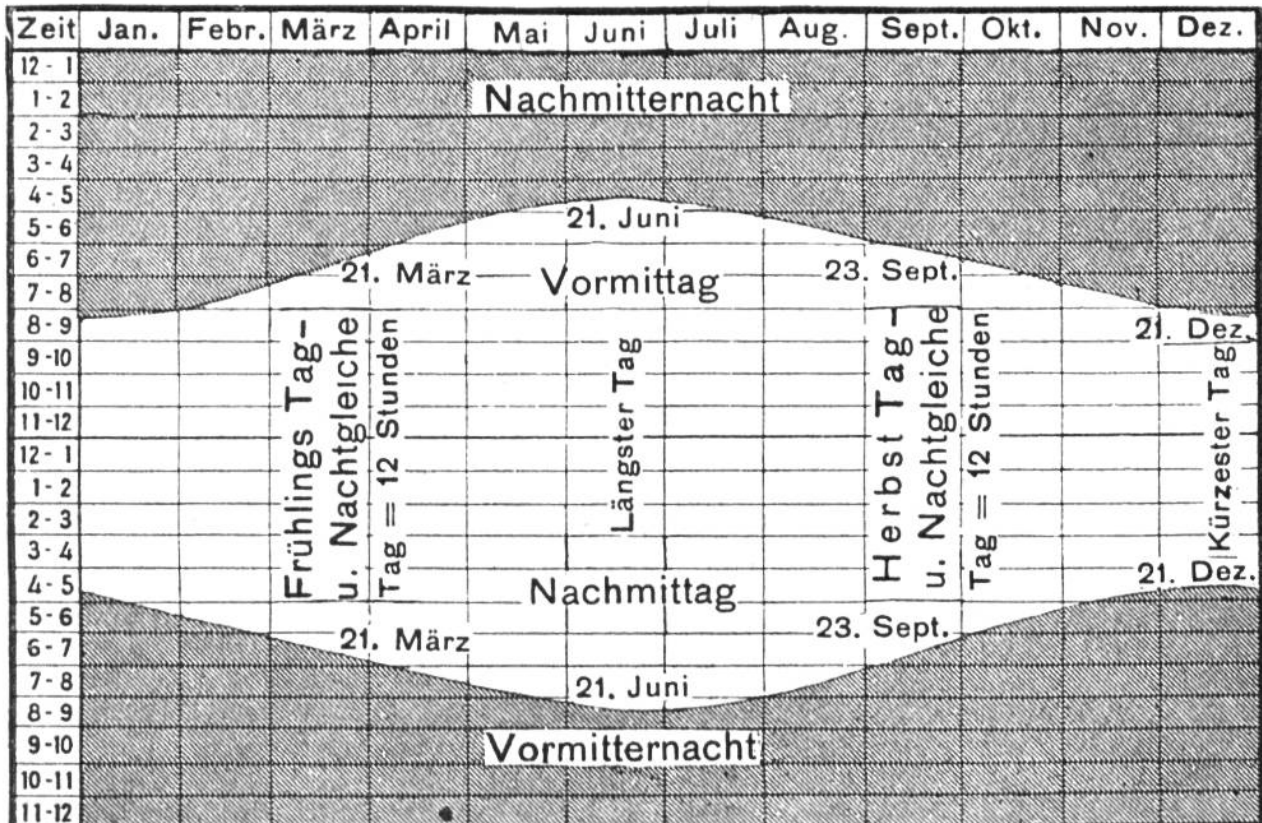 Zeit Jan. Febr. März April Mai Juni Juli Aug. Sept. Okt. Nov. Dez.
12 - 1
1 - 2
2 - 3
3 - 4
4 - 5
5 - 6
6 - 7
7 - 8
8 - 9
9 - 10
10 - 11
11 - 12
12 - 1
1 - 2
2 - 3
3 - 4
4 - 5
5 - 6
6 - 7
7 - 8
8 - 9
9 - 10
10 - 11
11 - 12
Nachmitternacht
21. Juni
21. März
Vormittag
23. Sept.
21. Dez.
Frühlings Tag-
u. Nachtgleiche
Tag = 12 Stunden
Längster Tag
Herbst Tag-
u. Nachtgleiche
Tag = 12 Stunden
Kürzester Tag
Nachmittag
21. Dez.
21. März
23. Sept.
21. Juni
Vormitternacht